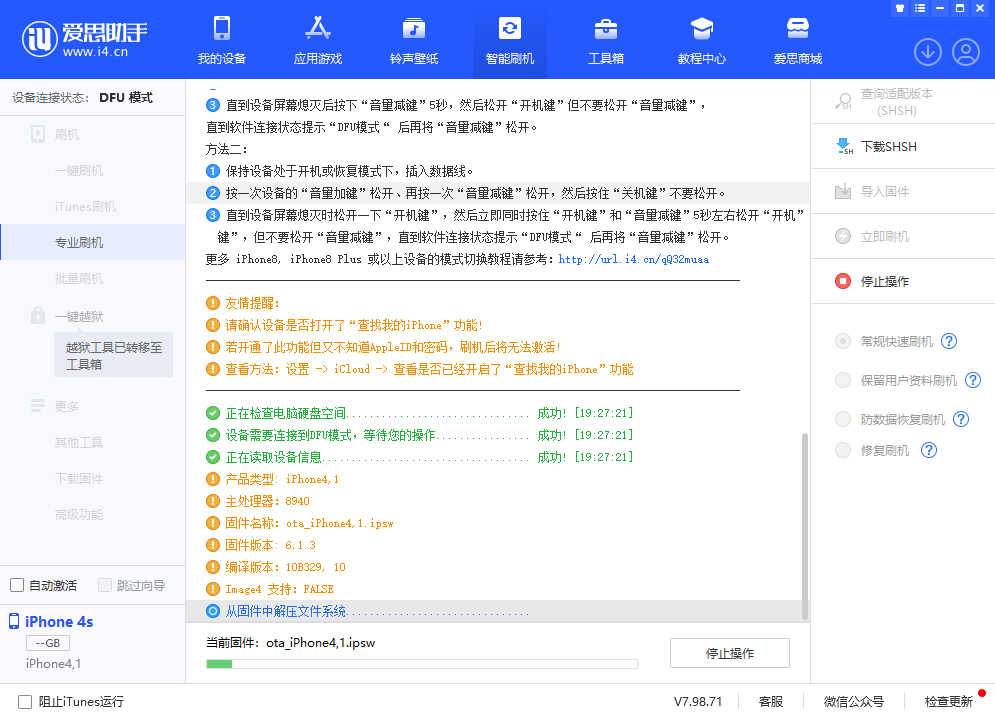 爱思助手
www.i4.cn
我的设备
应用游戏
铃声壁纸
智能刷机
工具箱
教程中心
爱思商城
设备连接状态: DFU 模式
刷机
一键刷机
iTunes刷机
专业刷机
批量刷机
一键越狱
越狱工具已转移至
工具箱
更多
其他工具
下载固件
高级功能
自动激活
跳过向导
iPhone 4s
--GB
iPhone4,1
3 直到设备屏幕熄灭后按下“音量减键”5秒，然后松开“开机键”但不要松开“音量减键”，
直到软件连接状态提示“DFU模式“ 后再将“音量减键”松开。
方法二:
1 保持设备处于开机或恢复模式下，插入数据线。
2 按一次设备的“音量加键”松开、再按一次“音量减键”松开，然后按住“关机键”不要松开。
3 直到设备屏幕熄灭时松开一下“开机键”，然后立即同时按住“开机键”和“音量减键”5秒左右松开“开机”
键”，但不要松开“音量减键”，直到软件连接状态提示“DFU模式“ 后再将“音量减键”松开。
更多 iPhone8, iPhone8 Plus 或以上设备的模式切换教程请参考: http://url.i4.cn/qQ32muaa
友情提醒:
请确认设备是否打开了“查找我的iPhone”功能!
若开通了此功能但又不知道AppleID和密码，刷机后将无法激活!
查看方法: 设置 -> iCloud -> 查看是否已经开启了“查找我的iPhone”功能
正在检查电脑硬盘空间.............................. 成功! [19:27:21]
设备需要连接到DFU模式，等待您的操作............... 成功! [19:27:21]
正在读取设备信息.................................. 成功! [19:27:21]
产品类型: iPhone4,1
主处理器: 8940
固件名称: ota_iPhone4,1.ipsw
固件版本: 6.1.3
编译版本: 10B329, 10
Image4 支持: FALSE
从固件中解压文件系统..............................
当前固件: ota_iPhone4,1.ipsw
停止操作
查询适配版本
(SHSH)
下载SHSH
导入固件
立即刷机
停止操作
常规快速刷机 ?
保留用户资料刷机 ?
防数据恢复刷机 ?
修复刷机 ?
阻止iTunes运行
V7.98.71
客服
微信公众号
检查更新